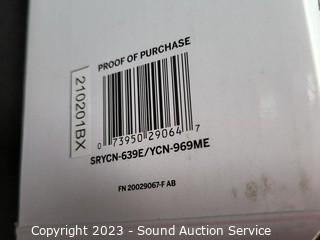 PROOF OF PURCHASE
210201BX
0 73950 29064 7
SRYCN-639E/YCN-969ME
FN 20029067-F AB
Copyright 2023 - Sound Auction Service